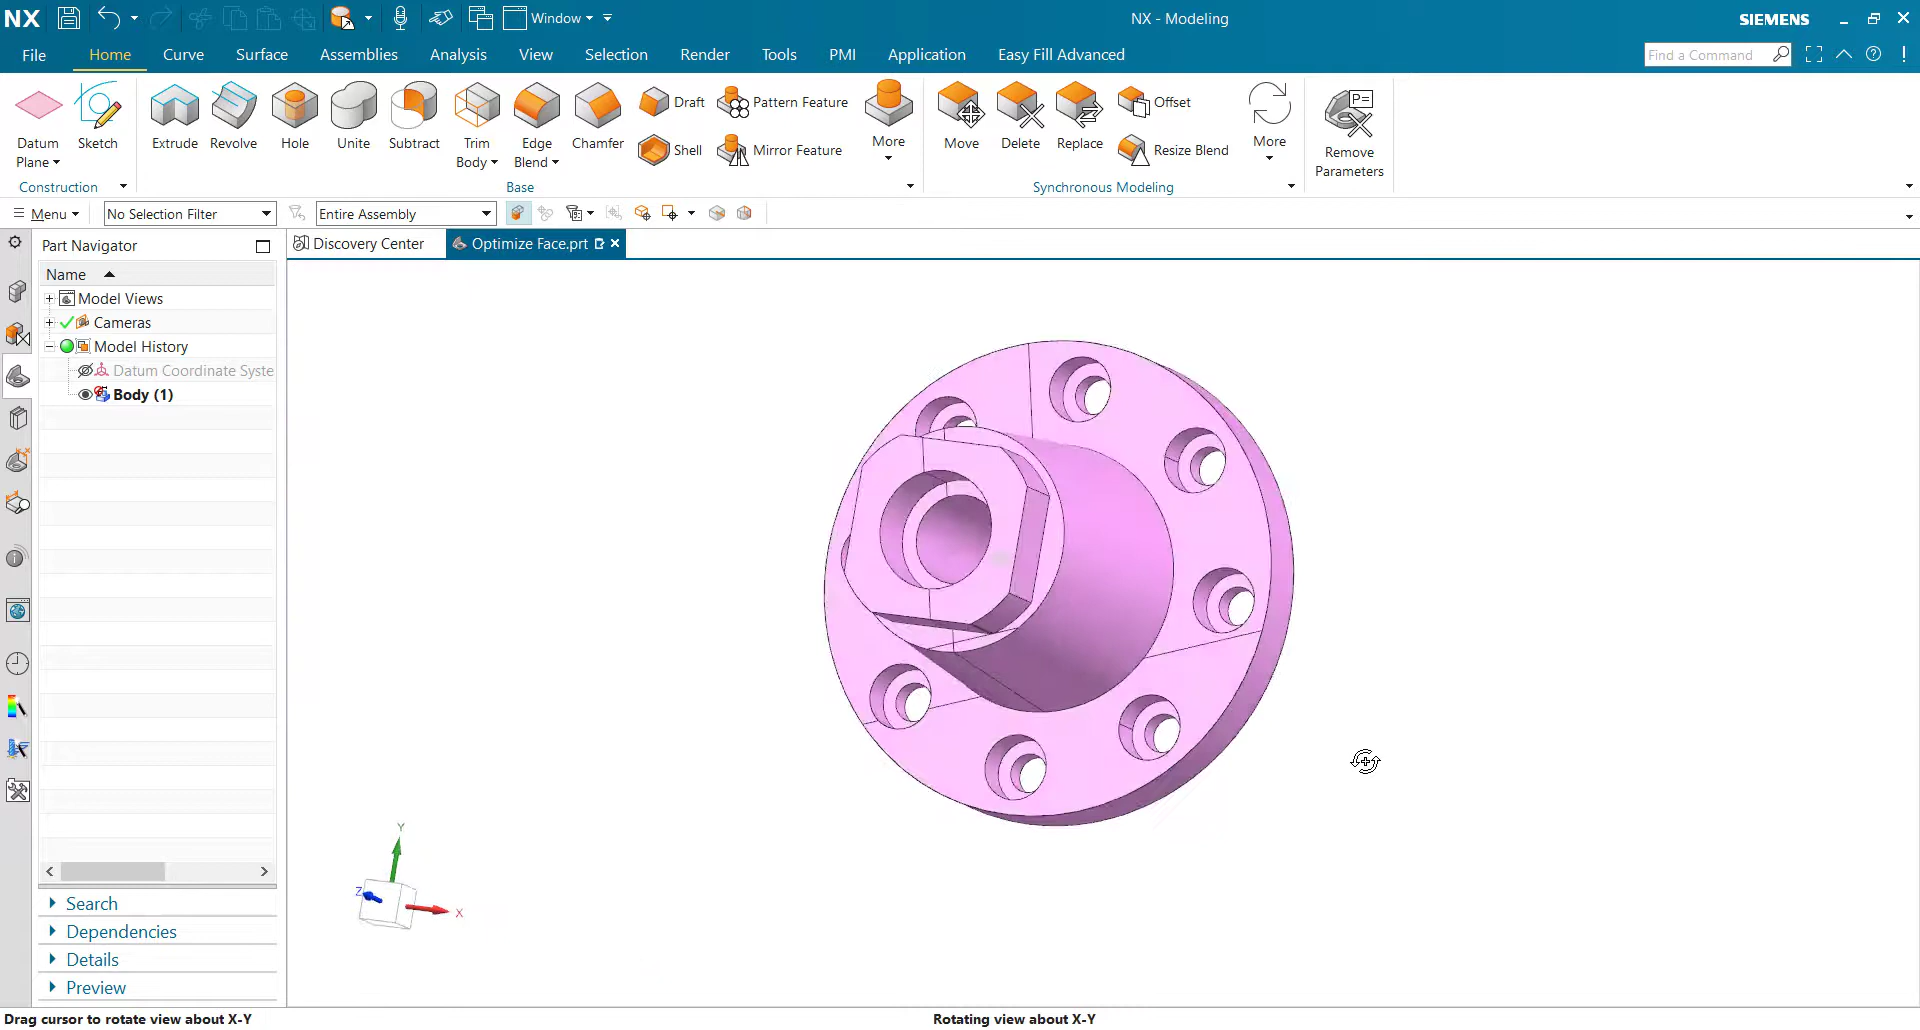 NX
Window
NX - Modeling
SIEMENS
File
Home
Curve
Surface
Assemblies
Analysis
View
Selection
Render
Tools
PMI
Application
Easy Fill Advanced
Find a Command
Datum
Plane
Sketch
Extrude
Revolve
Hole
Unite
Subtract
Trim
Body
Edge
Blend
Chamfer
Draft
Shell
Pattern Feature
Mirror Feature
More
Move
Delete
Replace
Offset
Resize Blend
More
P=
Remove
Parameters
Construction
Base
Synchronous Modeling
Menu
No Selection Filter
Entire Assembly
Part Navigator
Discovery Center
Optimize Face.prt
Name
Model Views
Cameras
Model History
Datum Coordinate Syste
Body (1)
Y
Z
X
Search
Dependencies
Details
Preview
Drag cursor to rotate view about X-Y
Rotating view about X-Y